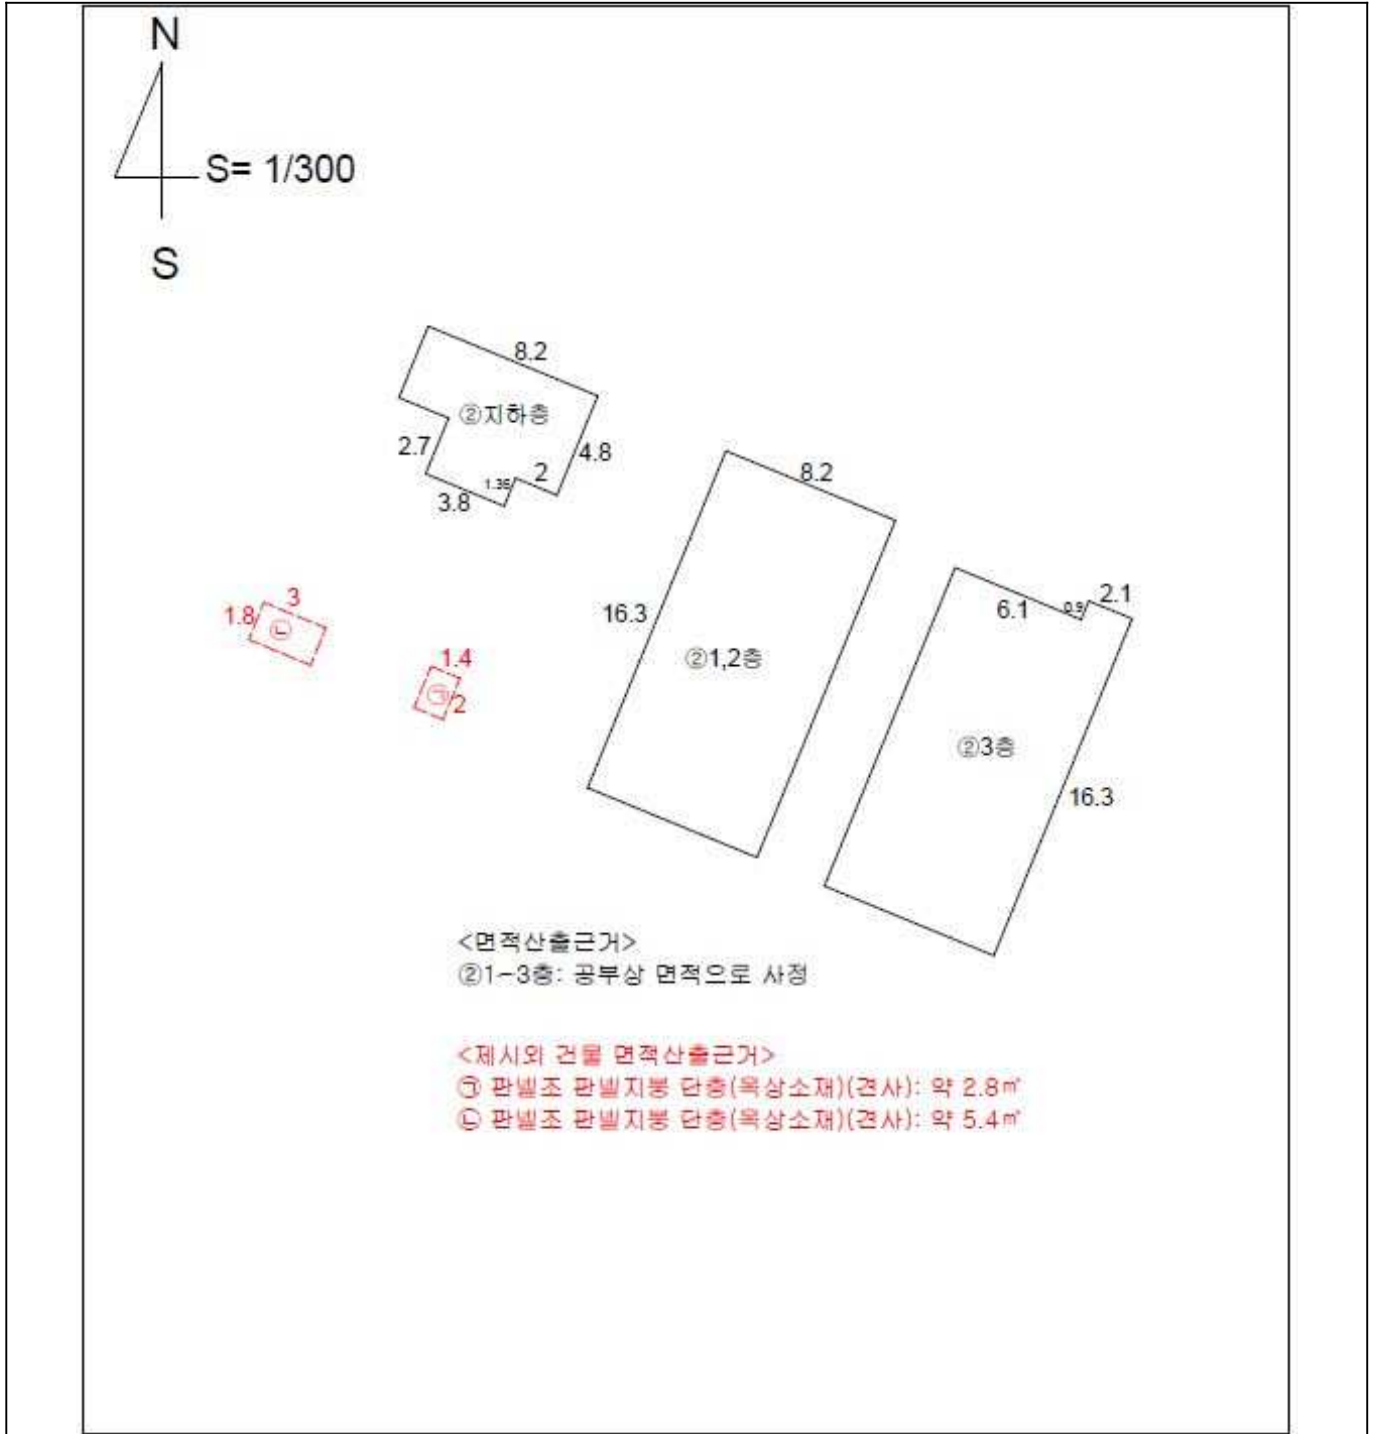 N
S= 1/300
S
8.2
②지하층
2.7
4.8
1.36
2
3.8
8.2
16.3
②1,2층
6.1
0.9
2.1
②3층
16.3
3
1.8
㉡
1.4
㉠
2
<면적산출근거>
②1-3층: 공부상 면적으로 사정
<제시외 건물 면적산출근거>
㉠ 판넬조 판넬지붕 단층(옥상소재)(견사): 약 2.8㎡
㉡ 판넬조 판넬지붕 단층(옥상소재)(견사): 약 5.4㎡